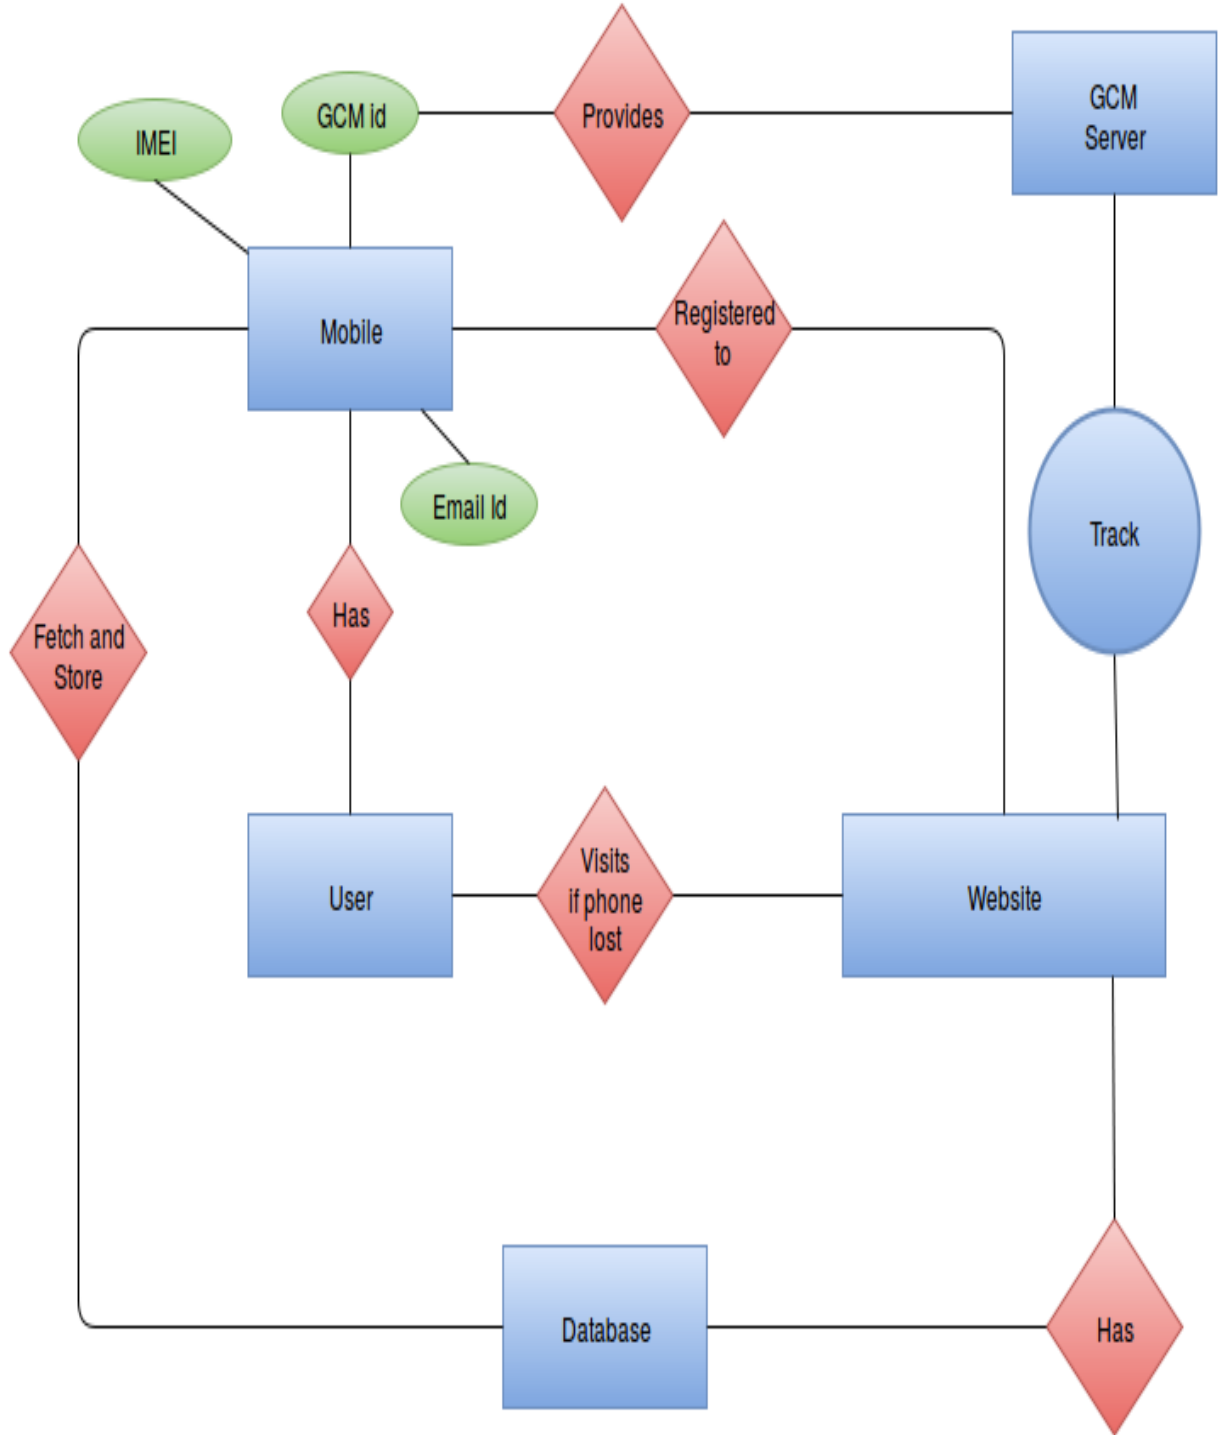 GCM
Server
GCM id
Provides
IMEI
Registered
to
Mobile
Email Id
Track
Has
Fetch and
Store
Visits
if phone
lost
User
Website
Database
Has